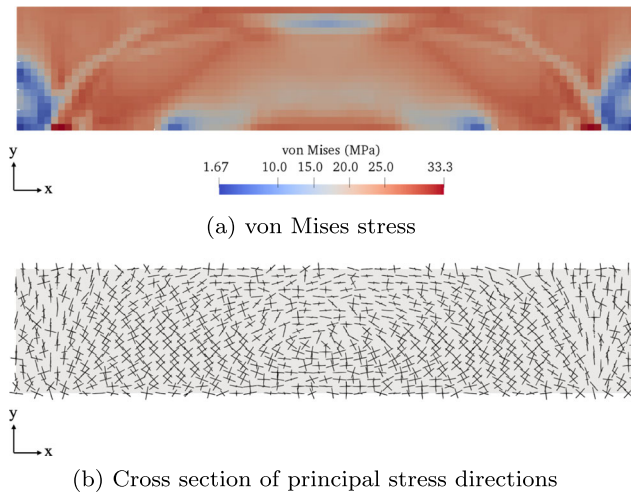 y
x
von Mises (MPa)
1.67 10.0 15.0 20.0 25.0 33.3
(a) von Mises stress
y
x
(b) Cross section of principal stress directions